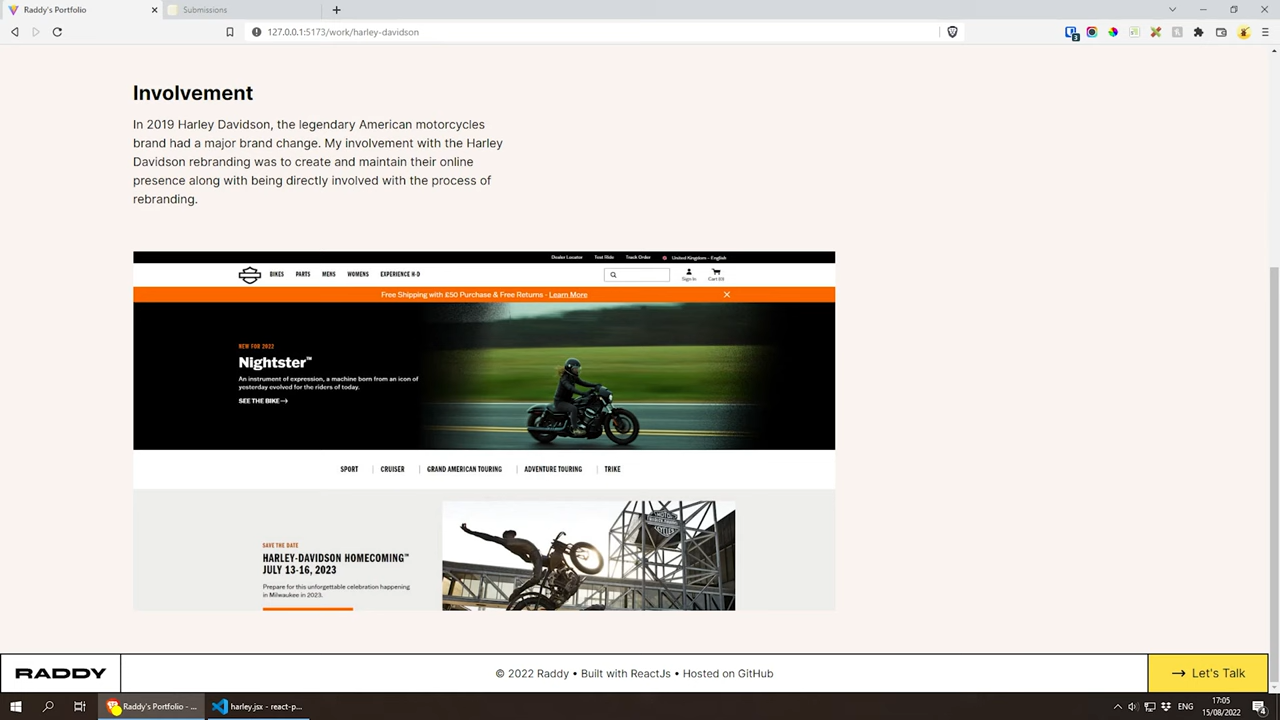 Raddy's Portfolio
Submissions
127.0.0.1:5173/work/harley-davidson
3
Involvement
In 2019 Harley Davidson, the legendary American motorcycles
brand had a major brand change. My involvement with the Harley
Davidson rebranding was to create and maintain their online
presence along with being directly involved with the process of
rebranding.
Dealer Locator Test Ride Track Order United Kingdom - English
BIKES PARTS MENS WOMENS EXPERIENCE H-D
Sign In Cart (0)
Free Shipping with £50 Purchase & Free Returns - Learn More
NEW FOR 2022
Nightster™
An instrument of expression, a machine born from an icon of
yesterday evolved for the riders of today.
SEE THE BIKE
SPORT CRUISER GRAND AMERICAN TOURING ADVENTURE TOURING TRIKE
SAVE THE DATE
HARLEY-DAVIDSON HOMECOMING™
JULY 13-16, 2023
Prepare for this unforgettable celebration happening
in Milwaukee in 2023.
RADDY
© 2022 Raddy • Built with ReactJs • Hosted on GitHub
Let's Talk
Raddy's Portfolio - ...
harley.jsx - react-p...
ENG
17:05
15/08/2022
4